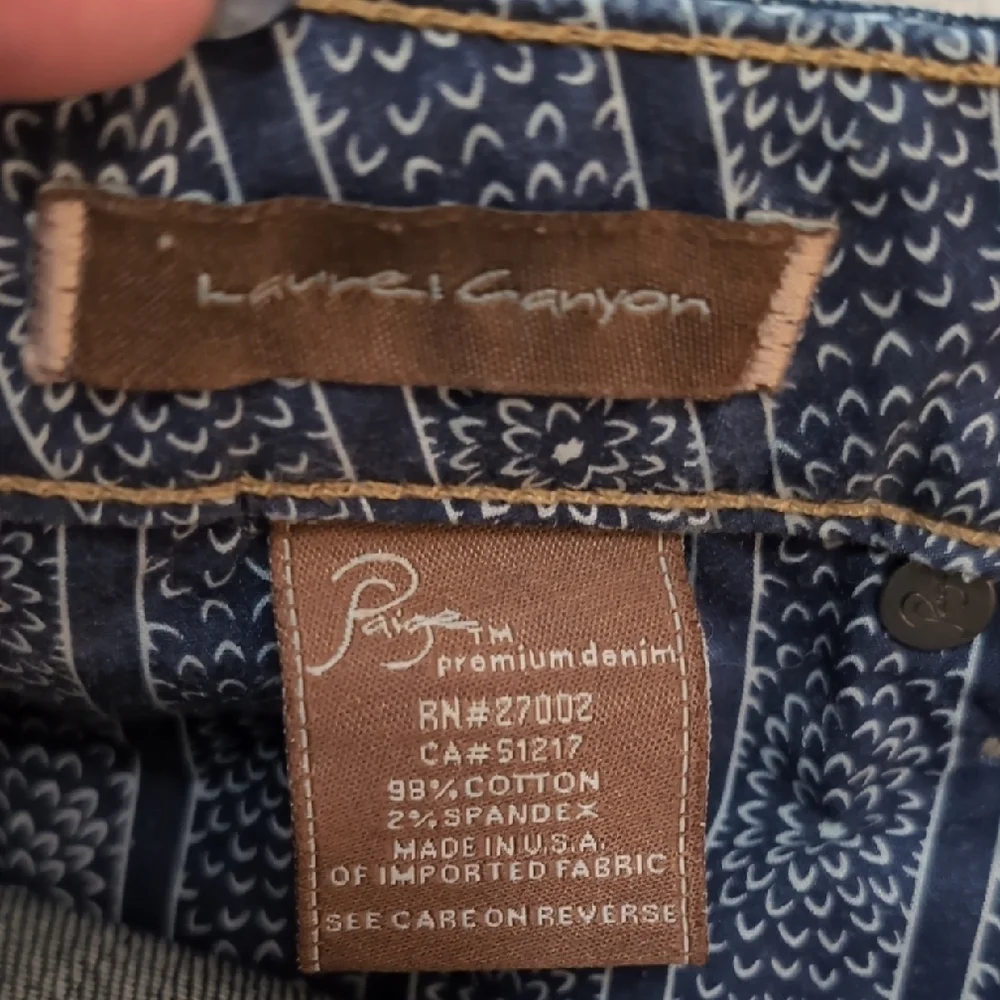 Laurel Canyon
Paige™
premium denim
RN#27002
CA#51217
98% COTTON
2% SPANDEX
MADE IN U.S.A.
OF IMPORTED FABRIC
SEE CARE ON REVERSE
Paige